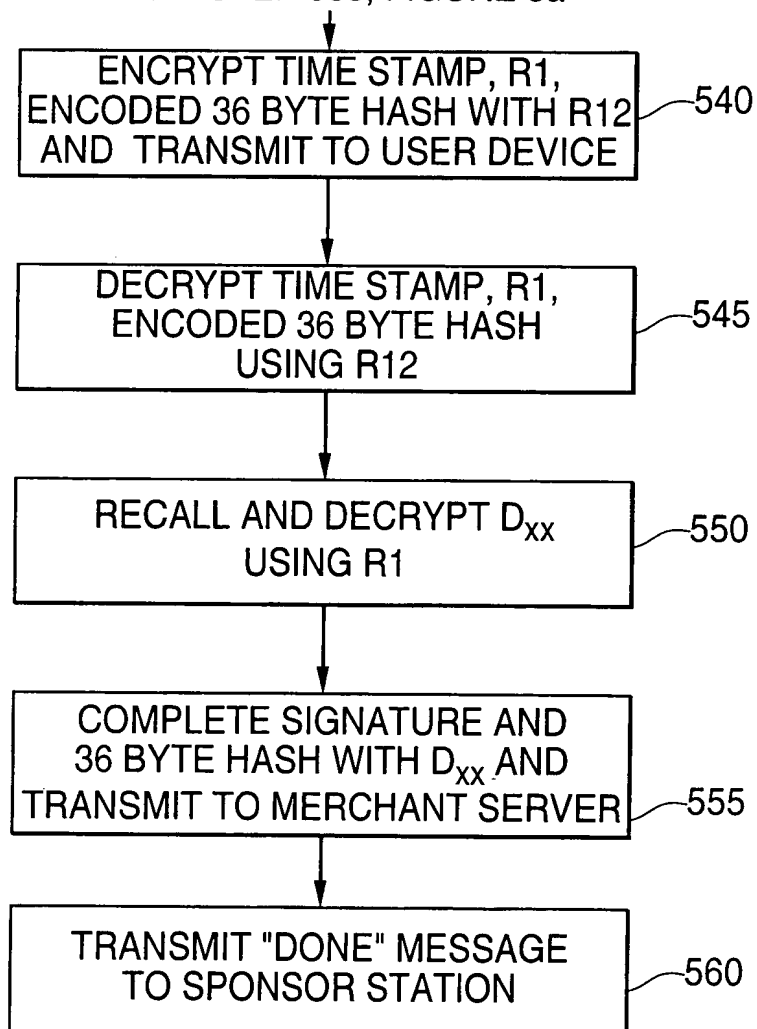 ENCRYPT TIME STAMP, R1,
ENCODED 36 BYTE HASH WITH R12
AND TRANSMIT TO USER DEVICE
540
DECRYPT TIME STAMP, R1,
ENCODED 36 BYTE HASH
USING R12
545
RECALL AND DECRYPT Dxx
USING R1
550
COMPLETE SIGNATURE AND
36 BYTE HASH WITH Dxx AND
TRANSMIT TO MERCHANT SERVER
555
TRANSMIT "DONE" MESSAGE
TO SPONSOR STATION
560